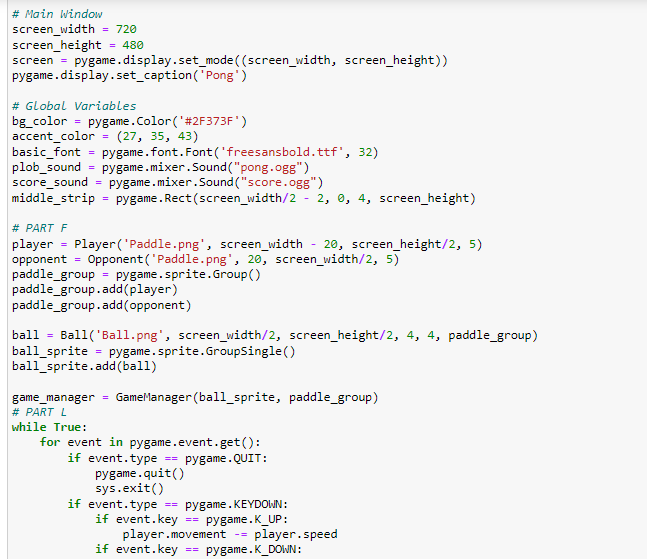 # Main Window
screen_width = 720
screen_height = 480
screen = pygame.display.set_mode((screen_width, screen_height))
pygame.display.set_caption('Pong')

# Global Variables
bg_color = pygame.Color('#2F373F')
accent_color = (27, 35, 43)
basic_font = pygame.font.Font('freesansbold.ttf', 32)
plob_sound = pygame.mixer.Sound("pong.ogg")
score_sound = pygame.mixer.Sound("score.ogg")
middle_strip = pygame.Rect(screen_width/2 - 2, 0, 4, screen_height)

# PART F
player = Player('Paddle.png', screen_width - 20, screen_height/2, 5)
opponent = Opponent('Paddle.png', 20, screen_width/2, 5)
paddle_group = pygame.sprite.Group()
paddle_group.add(player)
paddle_group.add(opponent)

ball = Ball('Ball.png', screen_width/2, screen_height/2, 4, 4, paddle_group)
ball_sprite = pygame.sprite.GroupSingle()
ball_sprite.add(ball)

game_manager = GameManager(ball_sprite, paddle_group)
# PART L
while True:
    for event in pygame.event.get():
        if event.type == pygame.QUIT:
            pygame.quit()
            sys.exit()
        if event.type == pygame.KEYDOWN:
            if event.key == pygame.K_UP:
                player.movement -= player.speed
            if event.key == pygame.K_DOWN: